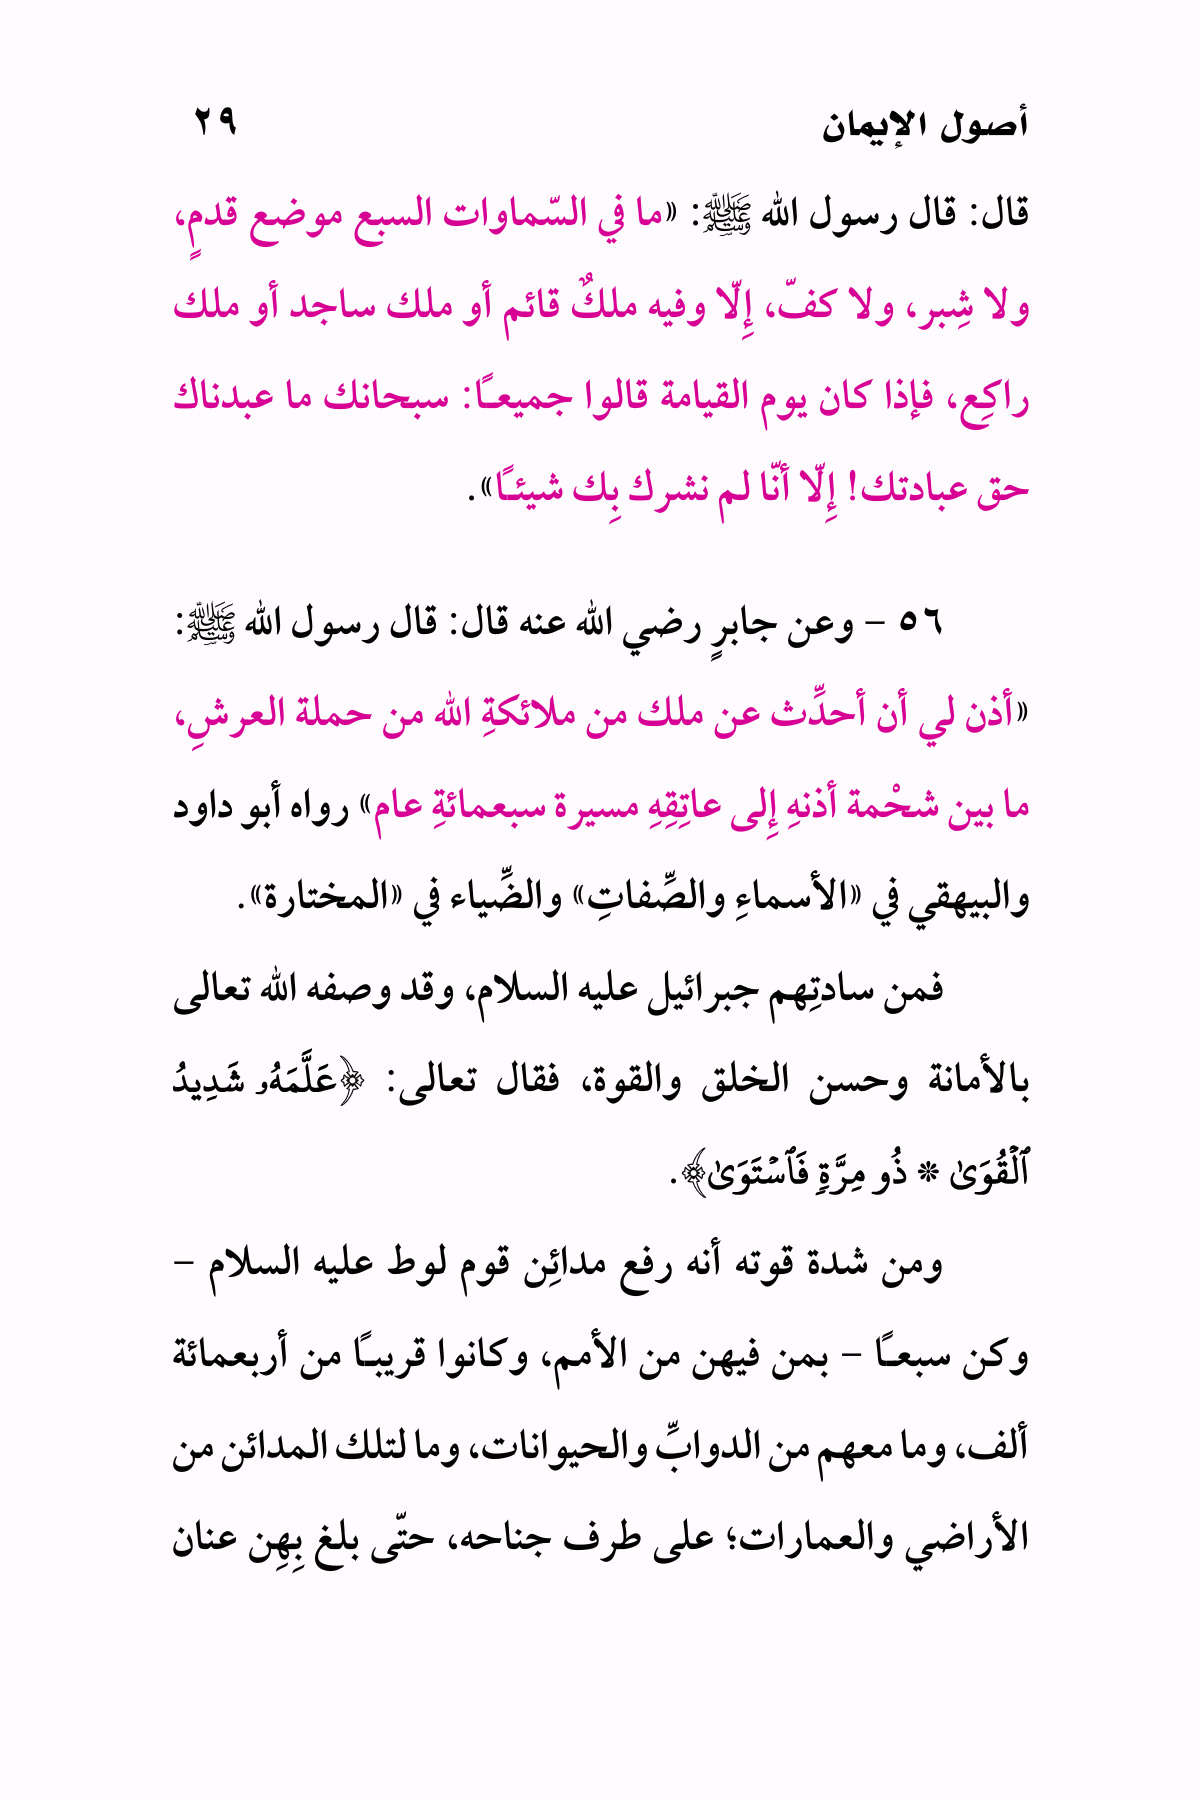 أصول الإيمان ٢٩
قال: قال رسول الله ﷺ: «ما في السّماوات السبع موضع قدمٍ،
ولا شِبر، ولا كفّ، إِلّا وفيه ملكٌ قائم أو ملك ساجد أو ملك
راكِع، فإذا كان يوم القيامة قالوا جميعـًا: سبحانك ما عبدناك
حق عبادتك! إِلّا أنّا لم نشرك بِك شيئـًا».
٥٦ – وعن جابرٍ رضي الله عنه قال: قال رسول الله ﷺ:
«أذن لي أن أحدِّث عن ملك من ملائكةِ الله من حملة العرشِ،
ما بين شحْمة أذنهِ إِلى عاتِقِهِ مسيرة سبعمائةِ عام» رواه أبو داود
والبيهقي في «الأسماءِ والصِّفاتِ» والضِّياء في «المختارة».
فمن سادتِهم جبرائيل عليه السلام، وقد وصفه الله تعالى
بالأمانة وحسن الخلق والقوة، فقال تعالى: ﴿عَلَّمَهُۥ شَدِيدُ
ٱلْقُوَىٰ * ذُو مِرَّةٍ فَٱسْتَوَىٰ﴾.
ومن شدة قوته أنه رفع مدائِن قوم لوط عليه السلام –
وكن سبعـًا – بمن فيهن من الأمم، وكانوا قريبـًا من أربعمائة
ألف، وما معهم من الدوابِّ والحيوانات، وما لتلك المدائن من
الأراضي والعمارات؛ على طرف جناحه، حتّى بلغ بِهِن عنان